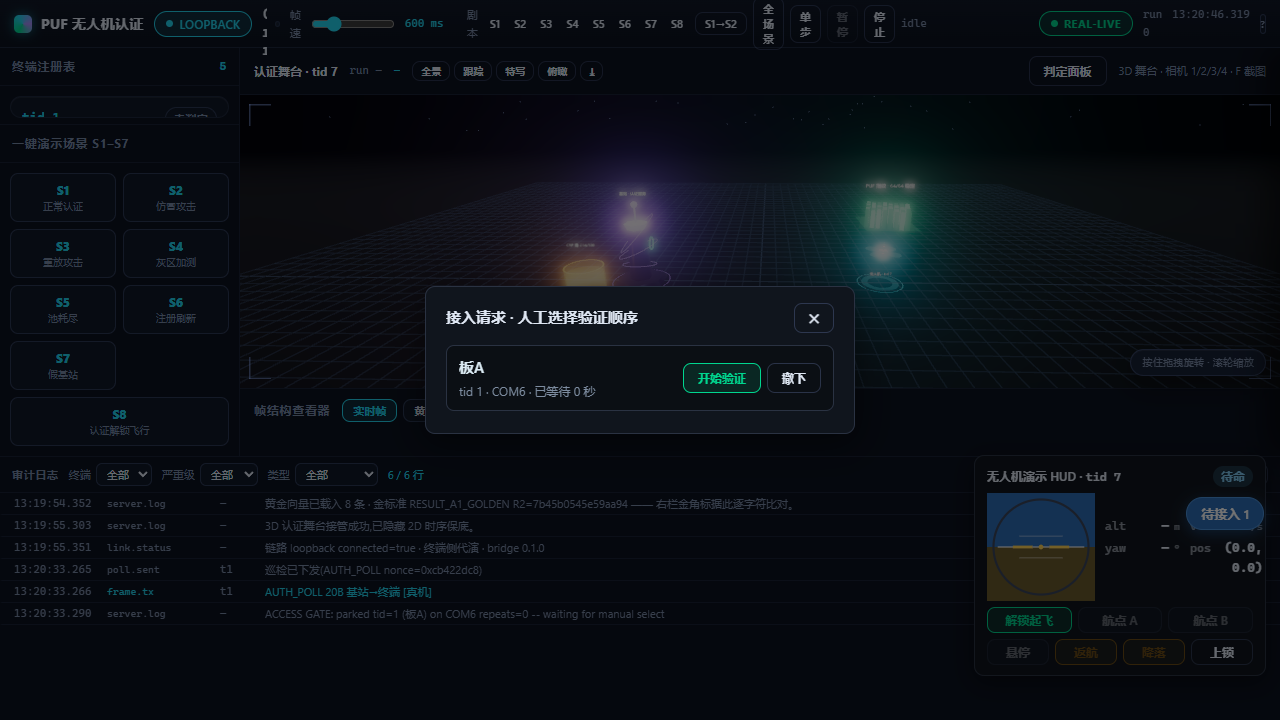 PUF 无人机认证
LOOPBACK
帧速
600 ms
剧本
S1 S2 S3 S4 S5 S6 S7 S8
S1→S2
全场景
单步
暂停
停止
idle
REAL-LIVE
run 0
13:20:46.319
终端注册表
5
tid 1
一键演示场景 S1–S7
S1
正常认证
S2
仿冒攻击
S3
重放攻击
S4
灰区加测
S5
池耗尽
S6
注册刷新
S7
假基站
S8
认证解锁飞行
认证舞台 · tid 7
run —
—
全景
跟踪
特写
俯瞰
判定面板
3D 舞台 · 相机 1/2/3/4 · F 截图
按住拖拽旋转 · 滚轮缩放
接入请求 · 人工选择验证顺序
✕
板A
tid 1 · COM6 · 已等待 0 秒
开始验证
撤下
帧结构查看器
实时帧
审计日志
终端
全部
严重级
全部
类型
全部
6 / 6 行
13:19:54.352 server.log — 黄金向量已载入 8 条 · 金标准 RESULT_A1_GOLDEN R2=7b45b0545e59aa94 —— 右栏金角标据此逐字符比对。
13:19:55.303 server.log — 3D 认证舞台接管成功,已隐藏 2D 时序保底。
13:19:55.351 link.status — 链路 loopback connected=true · 终端侧代演 · bridge 0.1.0
13:20:33.265 poll.sent t1 巡检已下发(AUTH_POLL nonce=0xcb422dc8)
13:20:33.266 frame.tx t1 AUTH_POLL 20B 基站→终端 [真机]
13:20:33.290 server.log — ACCESS GATE: parked tid=1 (板A) on COM6 repeats=0 -- waiting for manual select
无人机演示 HUD · tid 7
待命
待接入 1
alt —
yaw —° pos (0.0, 0.0)
解锁起飞
航点 A
航点 B
悬停
返航
降落
上锁